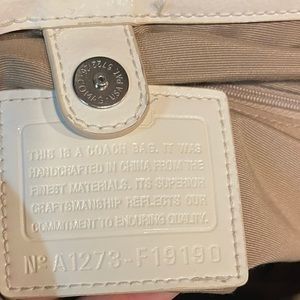 THIS IS A COACH BAG. IT WAS
HANDCRAFTED IN CHINA FROM THE
FINEST MATERIALS. ITS SUPERIOR
CRAFTSMANSHIP REFLECTS OUR
COMMITMENT TO ENDURING QUALITY.
Nº A1273-F19190